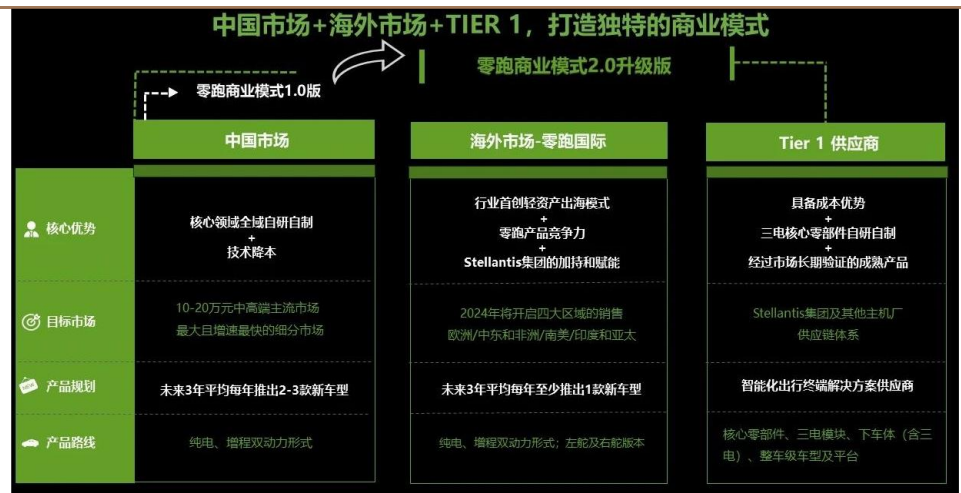 中国市场+海外市场+TIER 1，打造独特的商业模式
零跑商业模式2.0升级版
零跑商业模式1.0版
中国市场
海外市场-零跑国际
Tier 1 供应商
核心优势
核心领域全域自研自制
+
技术降本
行业首创轻资产出海模式
+
零跑产品竞争力
+
Stellantis集团的加持和赋能
具备成本优势
+
三电核心零部件自研自制
+
经过市场长期验证的成熟产品
目标市场
10-20万元中高端主流市场
最大且增速最快的细分市场
2024年将开启四大区域的销售
欧洲/中东和非洲/南美/印度和亚太
Stellantis集团及其他主机厂
供应链体系
NEW
产品规划
未来3年平均每年推出2-3款新车型
未来3年平均每年至少推出1款新车型
智能化出行终端解决方案供应商
产品路线
纯电、增程双动力形式
纯电、增程双动力形式；左舵及右舵版本
核心零部件、三电模块、下车体（含三
电）、整车级车型及平台